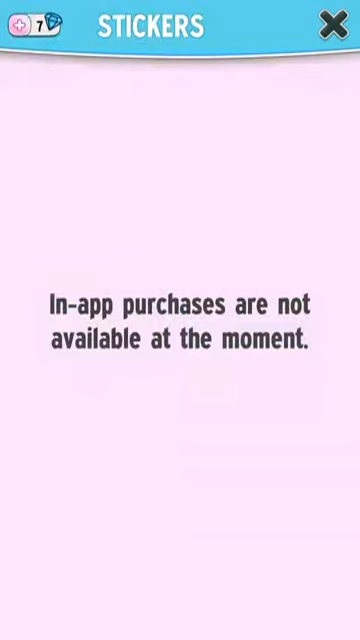 7
STICKERS
In-app purchases are not
available at the moment.